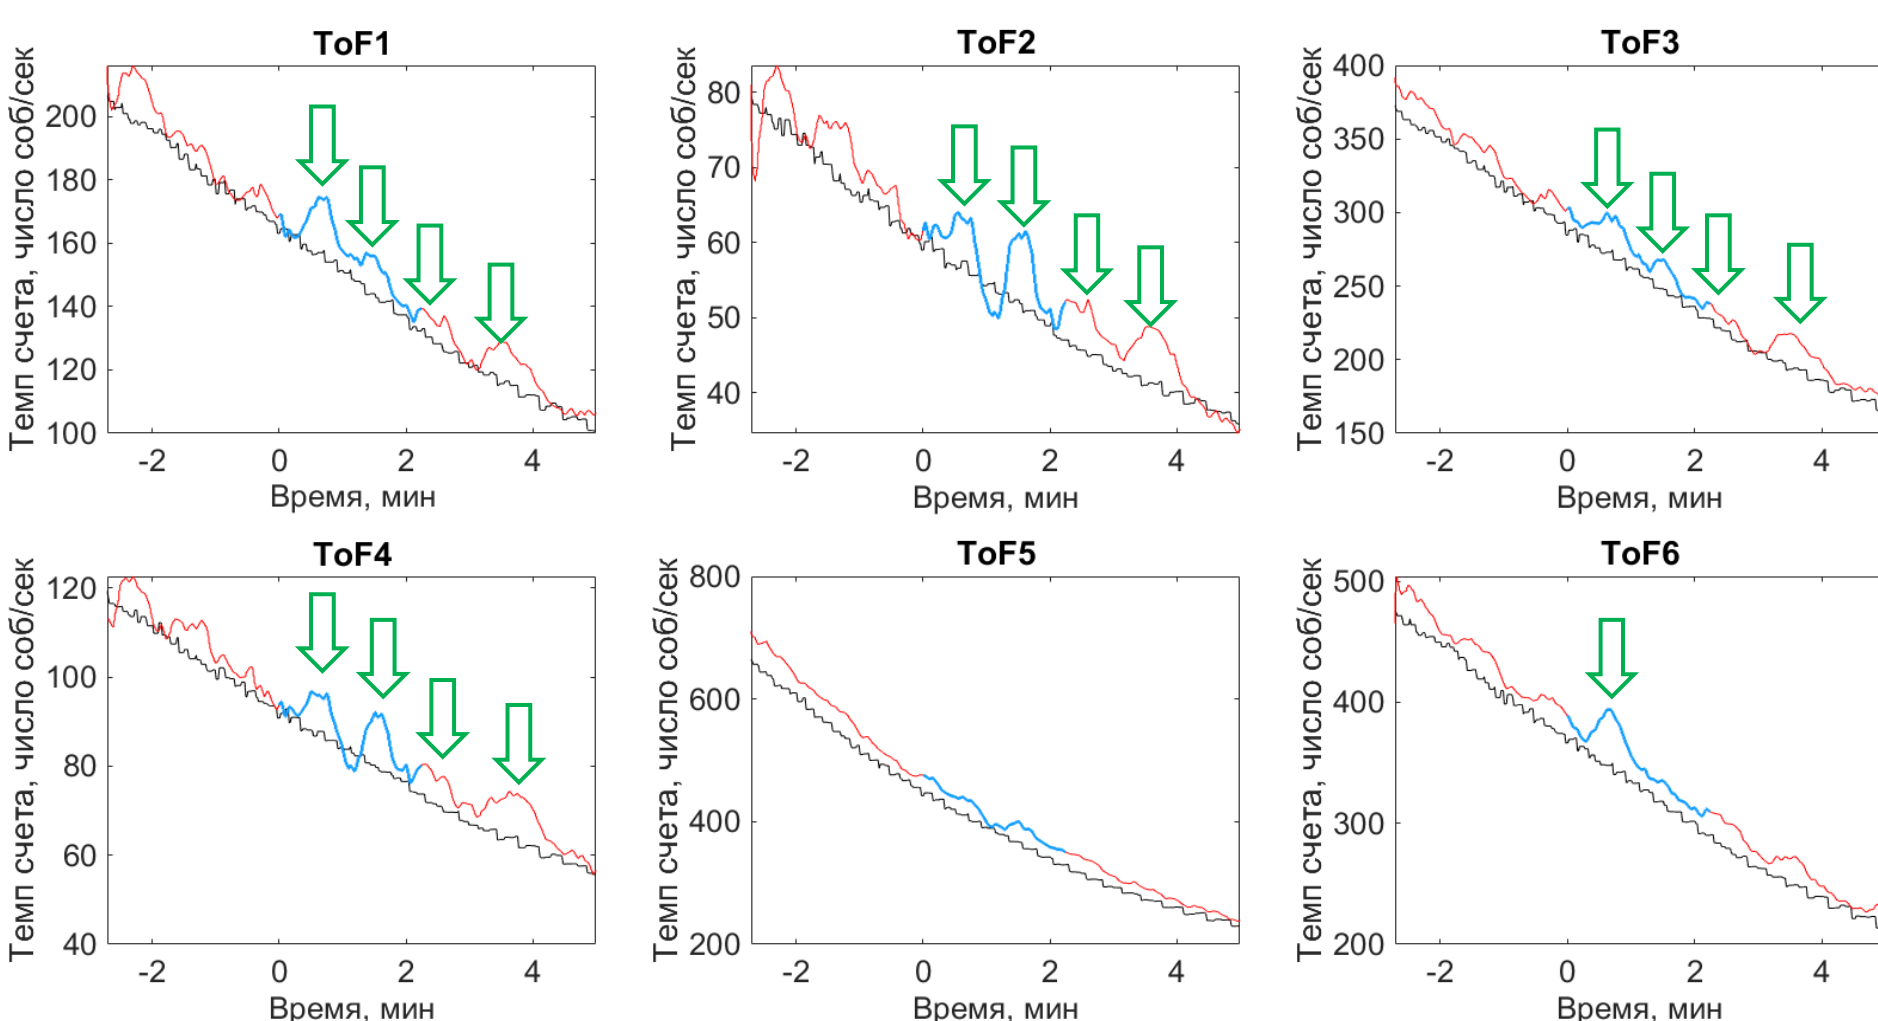 ToF1
Темп счета, число соб/сек
200
180
160
140
120
100
-2 0 2 4
Время, мин
ToF2
Темп счета, число соб/сек
80
70
60
50
40
-2 0 2 4
Время, мин
ToF3
Темп счета, число соб/сек
400
350
300
250
200
150
-2 0 2 4
Время, мин
ToF4
Темп счета, число соб/сек
120
100
80
60
40
-2 0 2 4
Время, мин
ToF5
Темп счета, число соб/сек
800
600
400
200
-2 0 2 4
Время, мин
ToF6
Темп счета, число соб/сек
500
400
300
200
-2 0 2 4
Время, мин